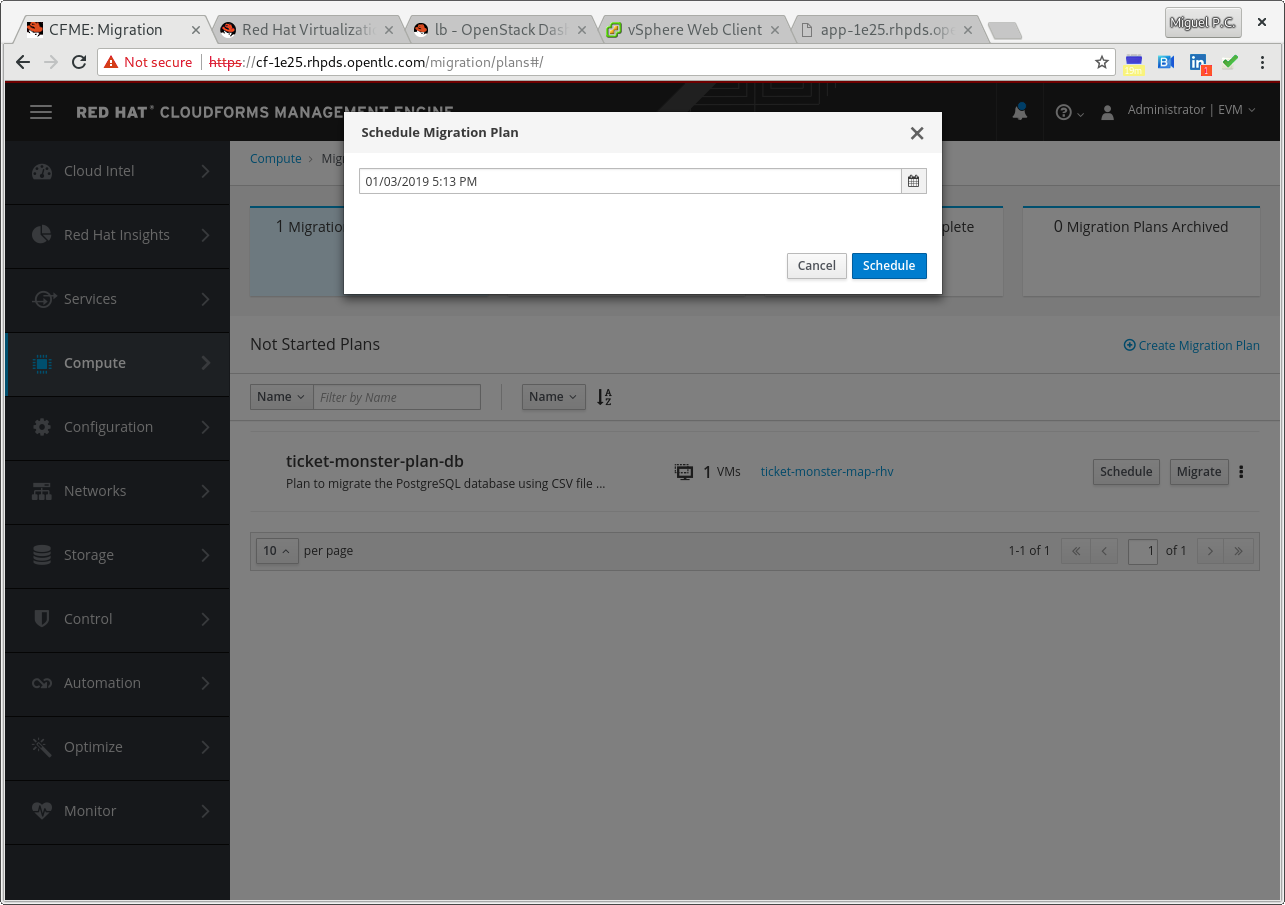 CFME: Migration
Red Hat Virtualizatio
lb - OpenStack Das
vSphere Web Client
app-1e25.rhpds.ope
Miguel P.C.
Not secure https://cf-1e25.rhpds.opentlc.com/migration/plans#/
RED HAT® CLOUDFORMS MANAGEMENT ENGINE
Administrator | EVM
Schedule Migration Plan
01/03/2019 5:13 PM
Cancel
Schedule
Cloud Intel
Red Hat Insights
Services
Compute
Configuration
Networks
Storage
Control
Automation
Optimize
Monitor
Compute > Mig
1 Migratio
plete
0 Migration Plans Archived
Not Started Plans
Create Migration Plan
Name
Filter by Name
Name
ticket-monster-plan-db
Plan to migrate the PostgreSQL database using CSV file ...
1 VMs
ticket-monster-map-rhv
Schedule
Migrate
10 per page
1-1 of 1
1 of 1